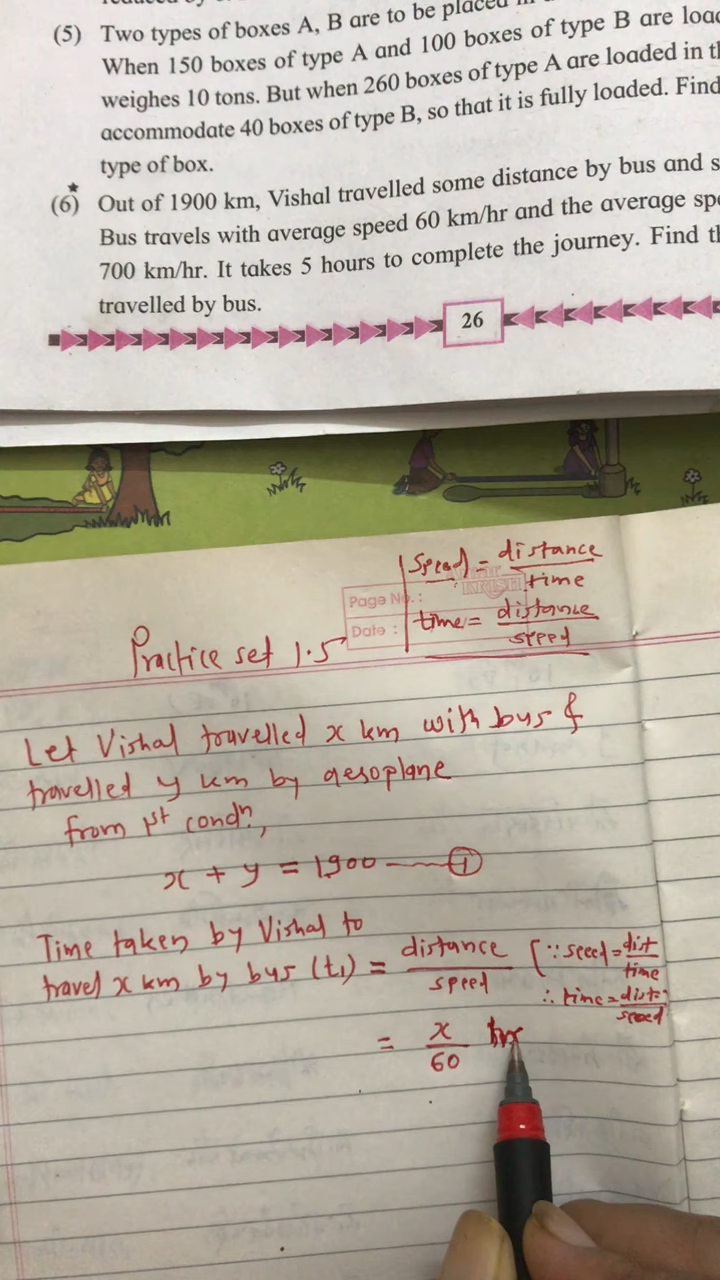 (5) Two types of boxes A, B are to be placed
When 150 boxes of type A and 100 boxes of type B are
weighes 10 tons. But when 260 boxes of type A are loaded in
accommodate 40 boxes of type B, so that it is fully loaded. Find
type of box.
(6)* Out of 1900 km, Vishal travelled some distance by bus and
Bus travels with average speed 60 km/hr and the average
700 km/hr. It takes 5 hours to complete the journey. Find
travelled by bus.
26
Speed = distance / time
time = distance / speed
Page No.:
Date :
Practice set 1.5
Let Vishal travelled x km with bus &
travelled y km by aesoplane
from 1st condn,
x + y = 1900 — ①
Time taken by Vishal to
travel x km by bus (t₁) = distance / speed [∵ speed = dist / time
∴ time = dist / speed
= x / 60 hr